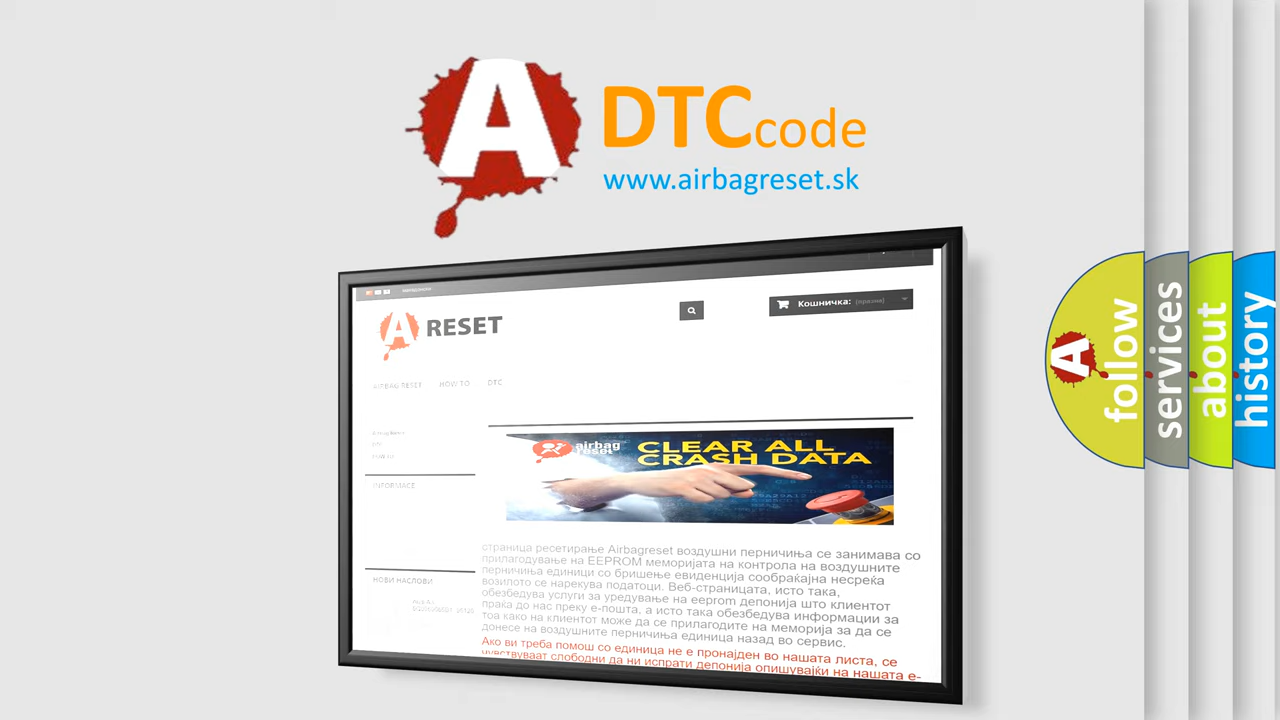 A
DTCcode
www.airbagreset.sk
A RESET
Кошничка: (празни)
AIRBAG RESET HOW TO DTC
INFORMACE
airbag
reset
CLEAR ALL
CRASH DATA
страница ресетирање Airbagreset воздушни перничиња се занимава со
прилагодување на EEPROM меморијата на контрола на воздушните
перничиња единици со бришење евиденција сообраќајна несреќа
возилото се нарекува податоци. Веб-страницата, исто така,
обезбедува услуги за уредување на eeprom депонија што клиентот
праќа до нас преку е-пошта, а исто така обезбедува информации за
тоа како на клиентот може да се прилагодите на меморија за да се
донесе на воздушните перничиња единица назад во сервис.
Ако ви треба помош со единица не е пронајден во нашата листа, се
чувствуваат слободни да ни испрати депонија опишувајќи на нашата е-
НОВИ НАСЛОВИ
A
follow
services
about
history